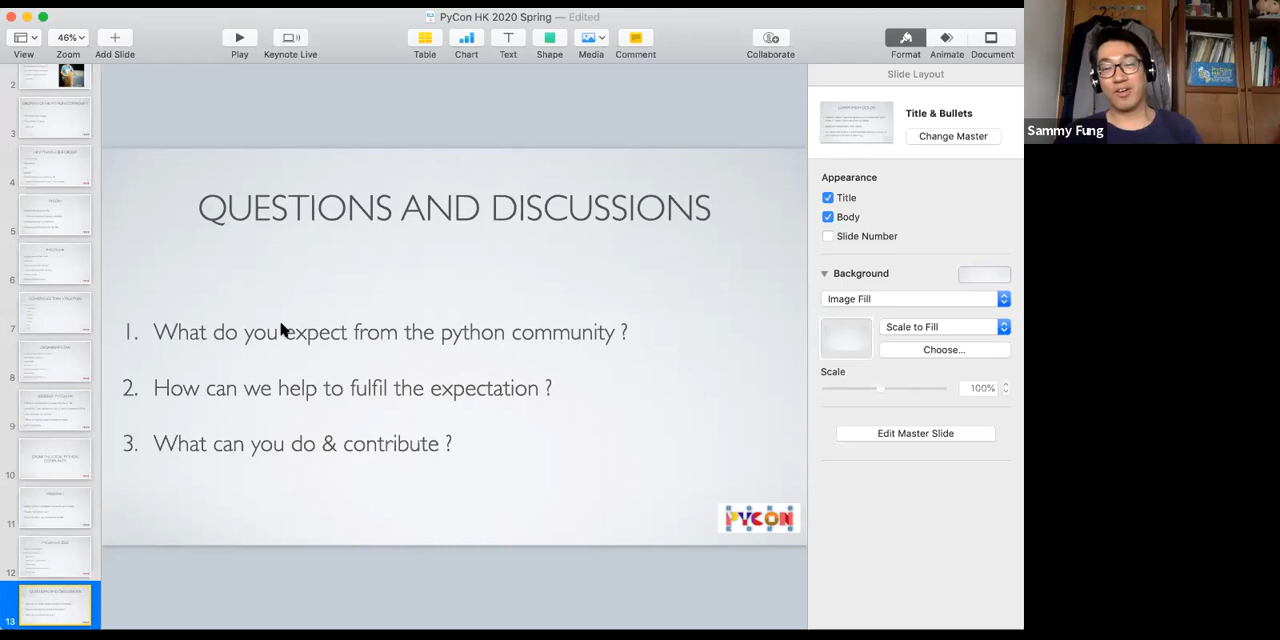 PyCon HK 2020 Spring — Edited
46%
View
Zoom
Add Slide
Play
Keynote Live
Table
Chart
Text
Shape
Media
Comment
Collaborate
Format
Animate
Document
2
3
4
5
6
7
8
9
10
11
12
13
QUESTIONS AND DISCUSSIONS
1. What do you expect from the python community ?
2. How can we help to fulfil the expectation ?
3. What can you do & contribute ?
PYCON
Slide Layout
Title & Bullets
Change Master
Appearance
Title
Body
Slide Number
Background
Image Fill
Scale to Fill
Choose...
Scale
100%
Edit Master Slide
Sammy Fung